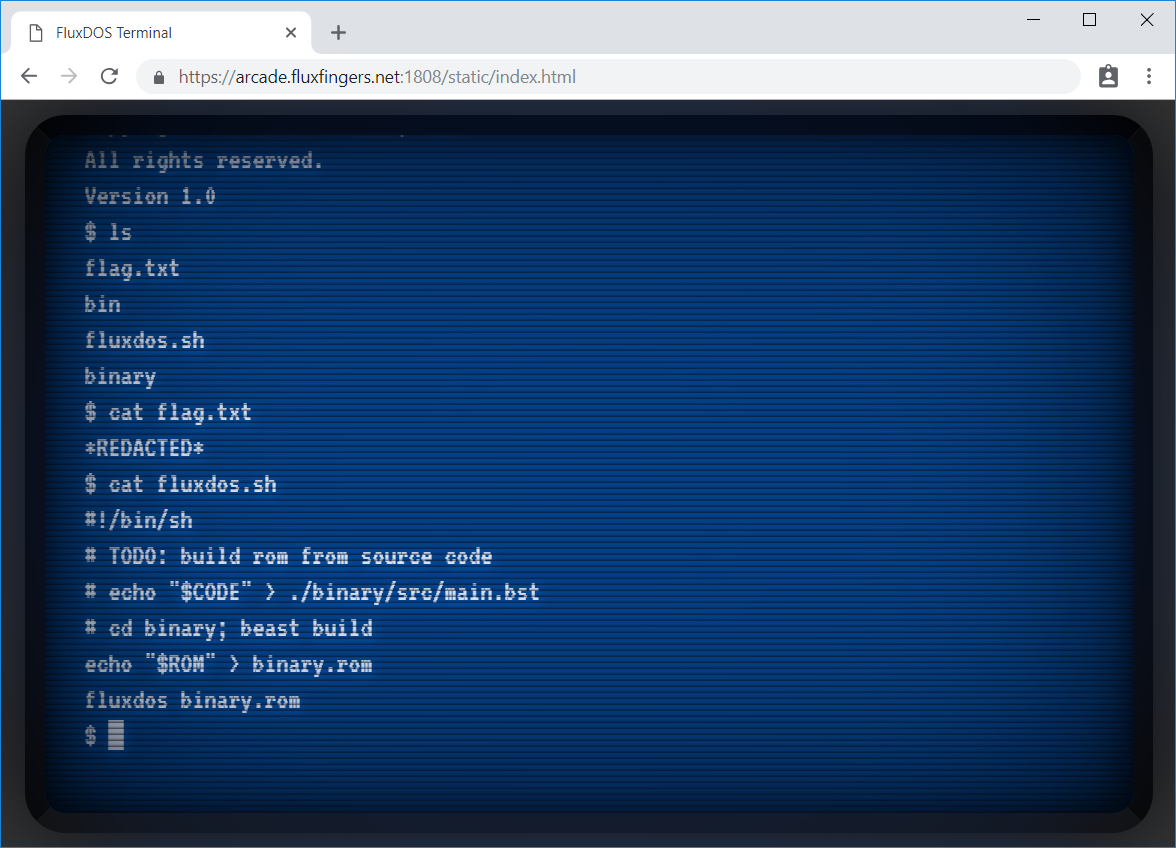 FluxDOS Terminal
https://arcade.fluxfingers.net:1808/static/index.html
All rights reserved.
Version 1.0
$ ls
flag.txt
bin
fluxdos.sh
binary
$ cat flag.txt
*REDACTED*
$ cat fluxdos.sh
#!/bin/sh
# TODO: build rom from source code
# echo "$CODE" > ./binary/src/main.bst
# cd binary; beast build
echo "$ROM" > binary.rom
fluxdos binary.rom
$